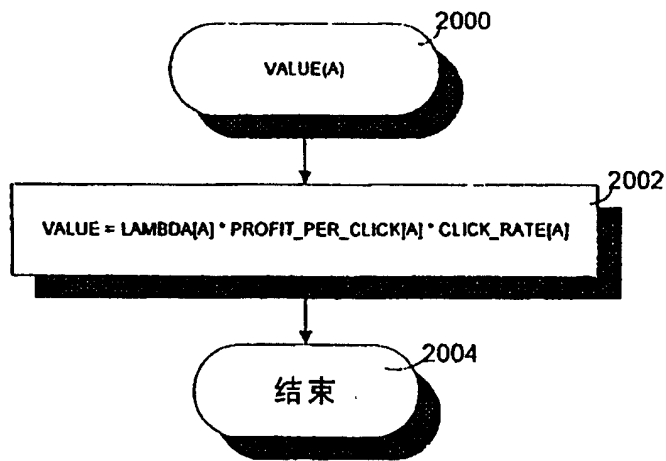 2000
VALUE(A)
2002
VALUE = LAMBDA[A] * PROFIT_PER_CLICK[A] * CLICK_RATE[A]
2004
结束